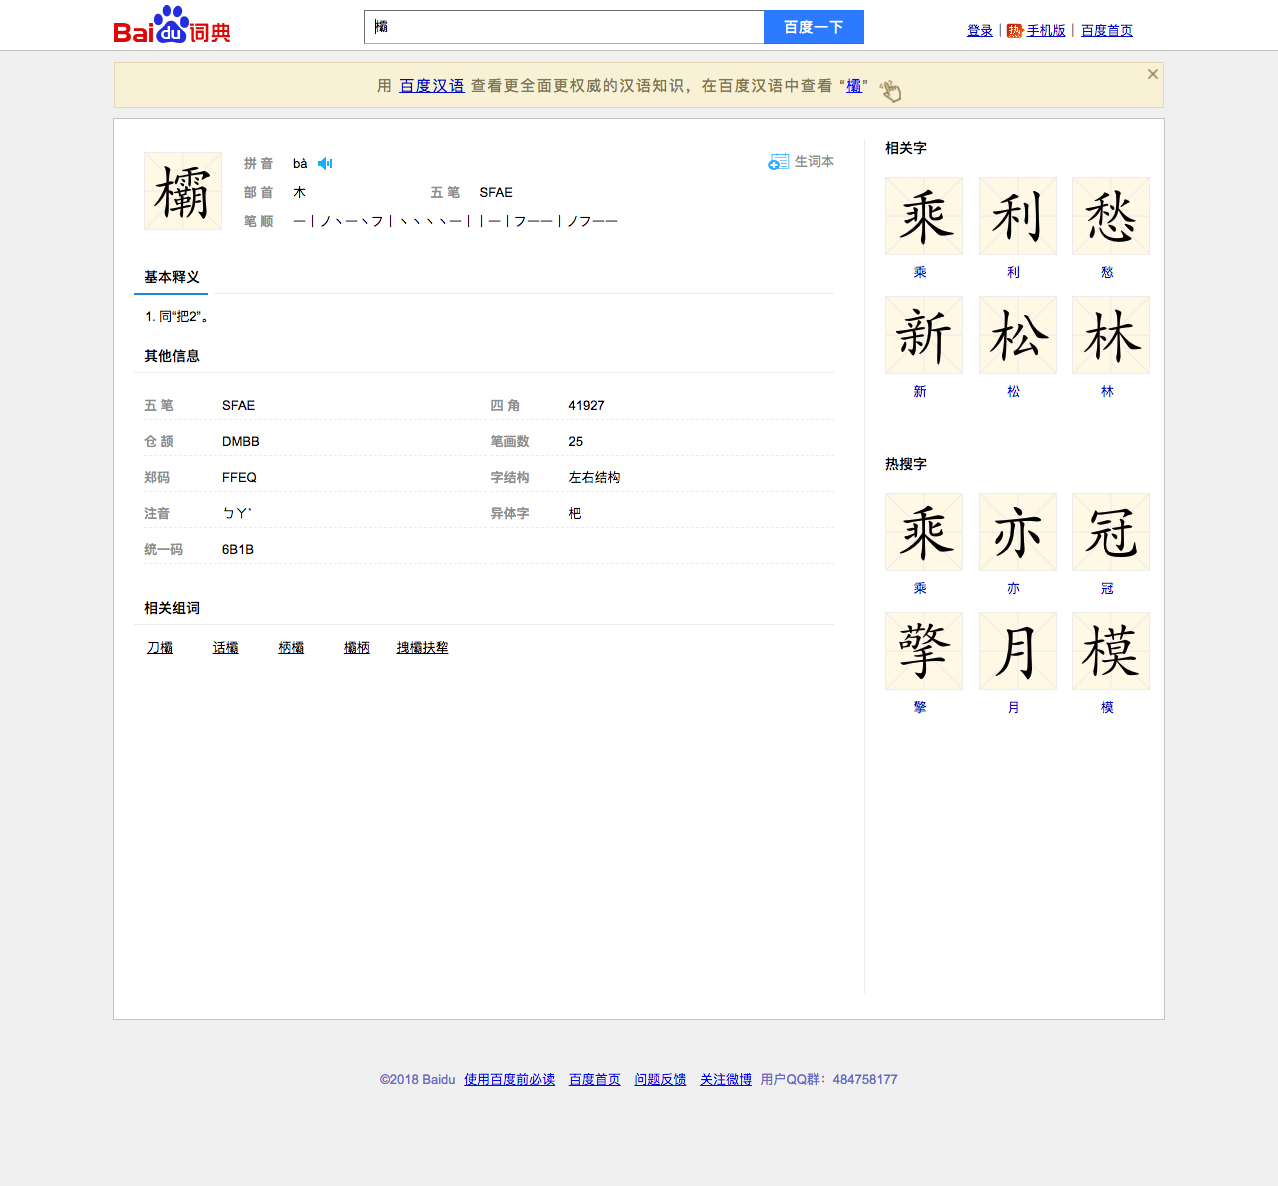 Baidu词典
欛
百度一下
登录 | 热 手机版 | 百度首页
用 百度汉语 查看更全面更权威的汉语知识，在百度汉语中查看 “欛”
欛
拼 音 bà
生词本
部 首 木 五 笔 SFAE
笔 顺 一丨ノ丶一丶フ丨丶丶丶丶一丨丨一丨フ一一丨ノフ一一
基本释义
1. 同“把2”。
其他信息
五 笔 SFAE 四 角 41927
仓 颉 DMBB 笔画数 25
郑码 FFEQ 字结构 左右结构
注音 ㄅㄚˋ 异体字 杷
统一码 6B1B
相关组词
刀欛 话欛 柄欛 欛柄 拽欛扶犂
相关字
乘 利 愁
乘 利 愁
新 松 林
新 松 林
热搜字
乘 亦 冠
乘 亦 冠
擎 月 模
擎 月 模
©2018 Baidu 使用百度前必读 百度首页 问题反馈 关注微博 用户QQ群：484758177